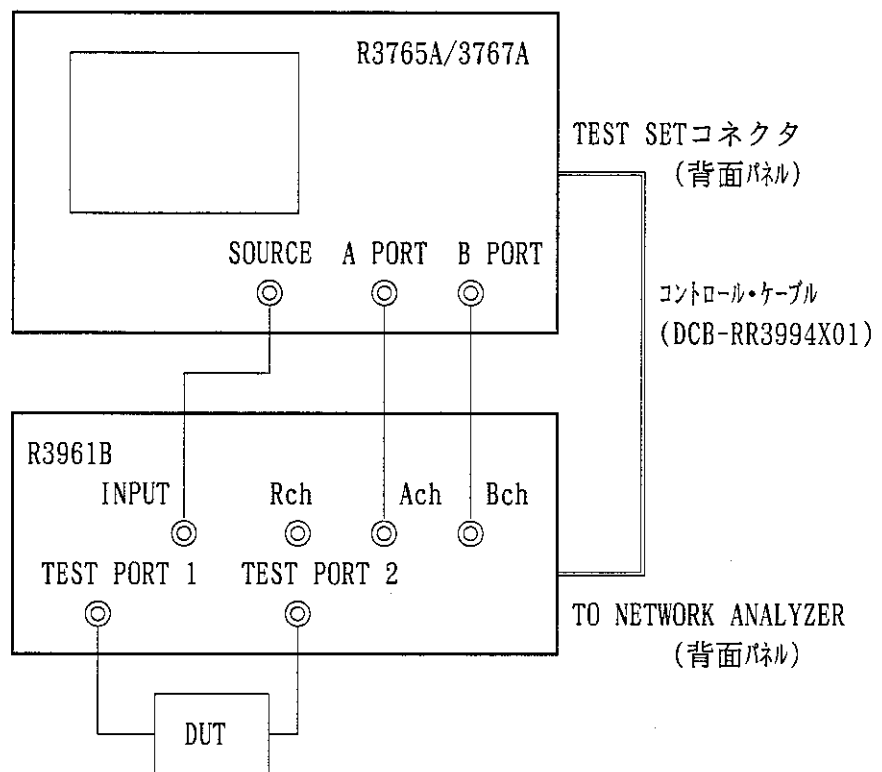 R3765A/3767A
TEST SETコネクタ
(背面パネル)
SOURCE A PORT B PORT
コントロール・ケーブル
(DCB-RR3994X01)
R3961B
INPUT Rch Ach Bch
TEST PORT 1 TEST PORT 2
TO NETWORK ANALYZER
(背面パネル)
DUT